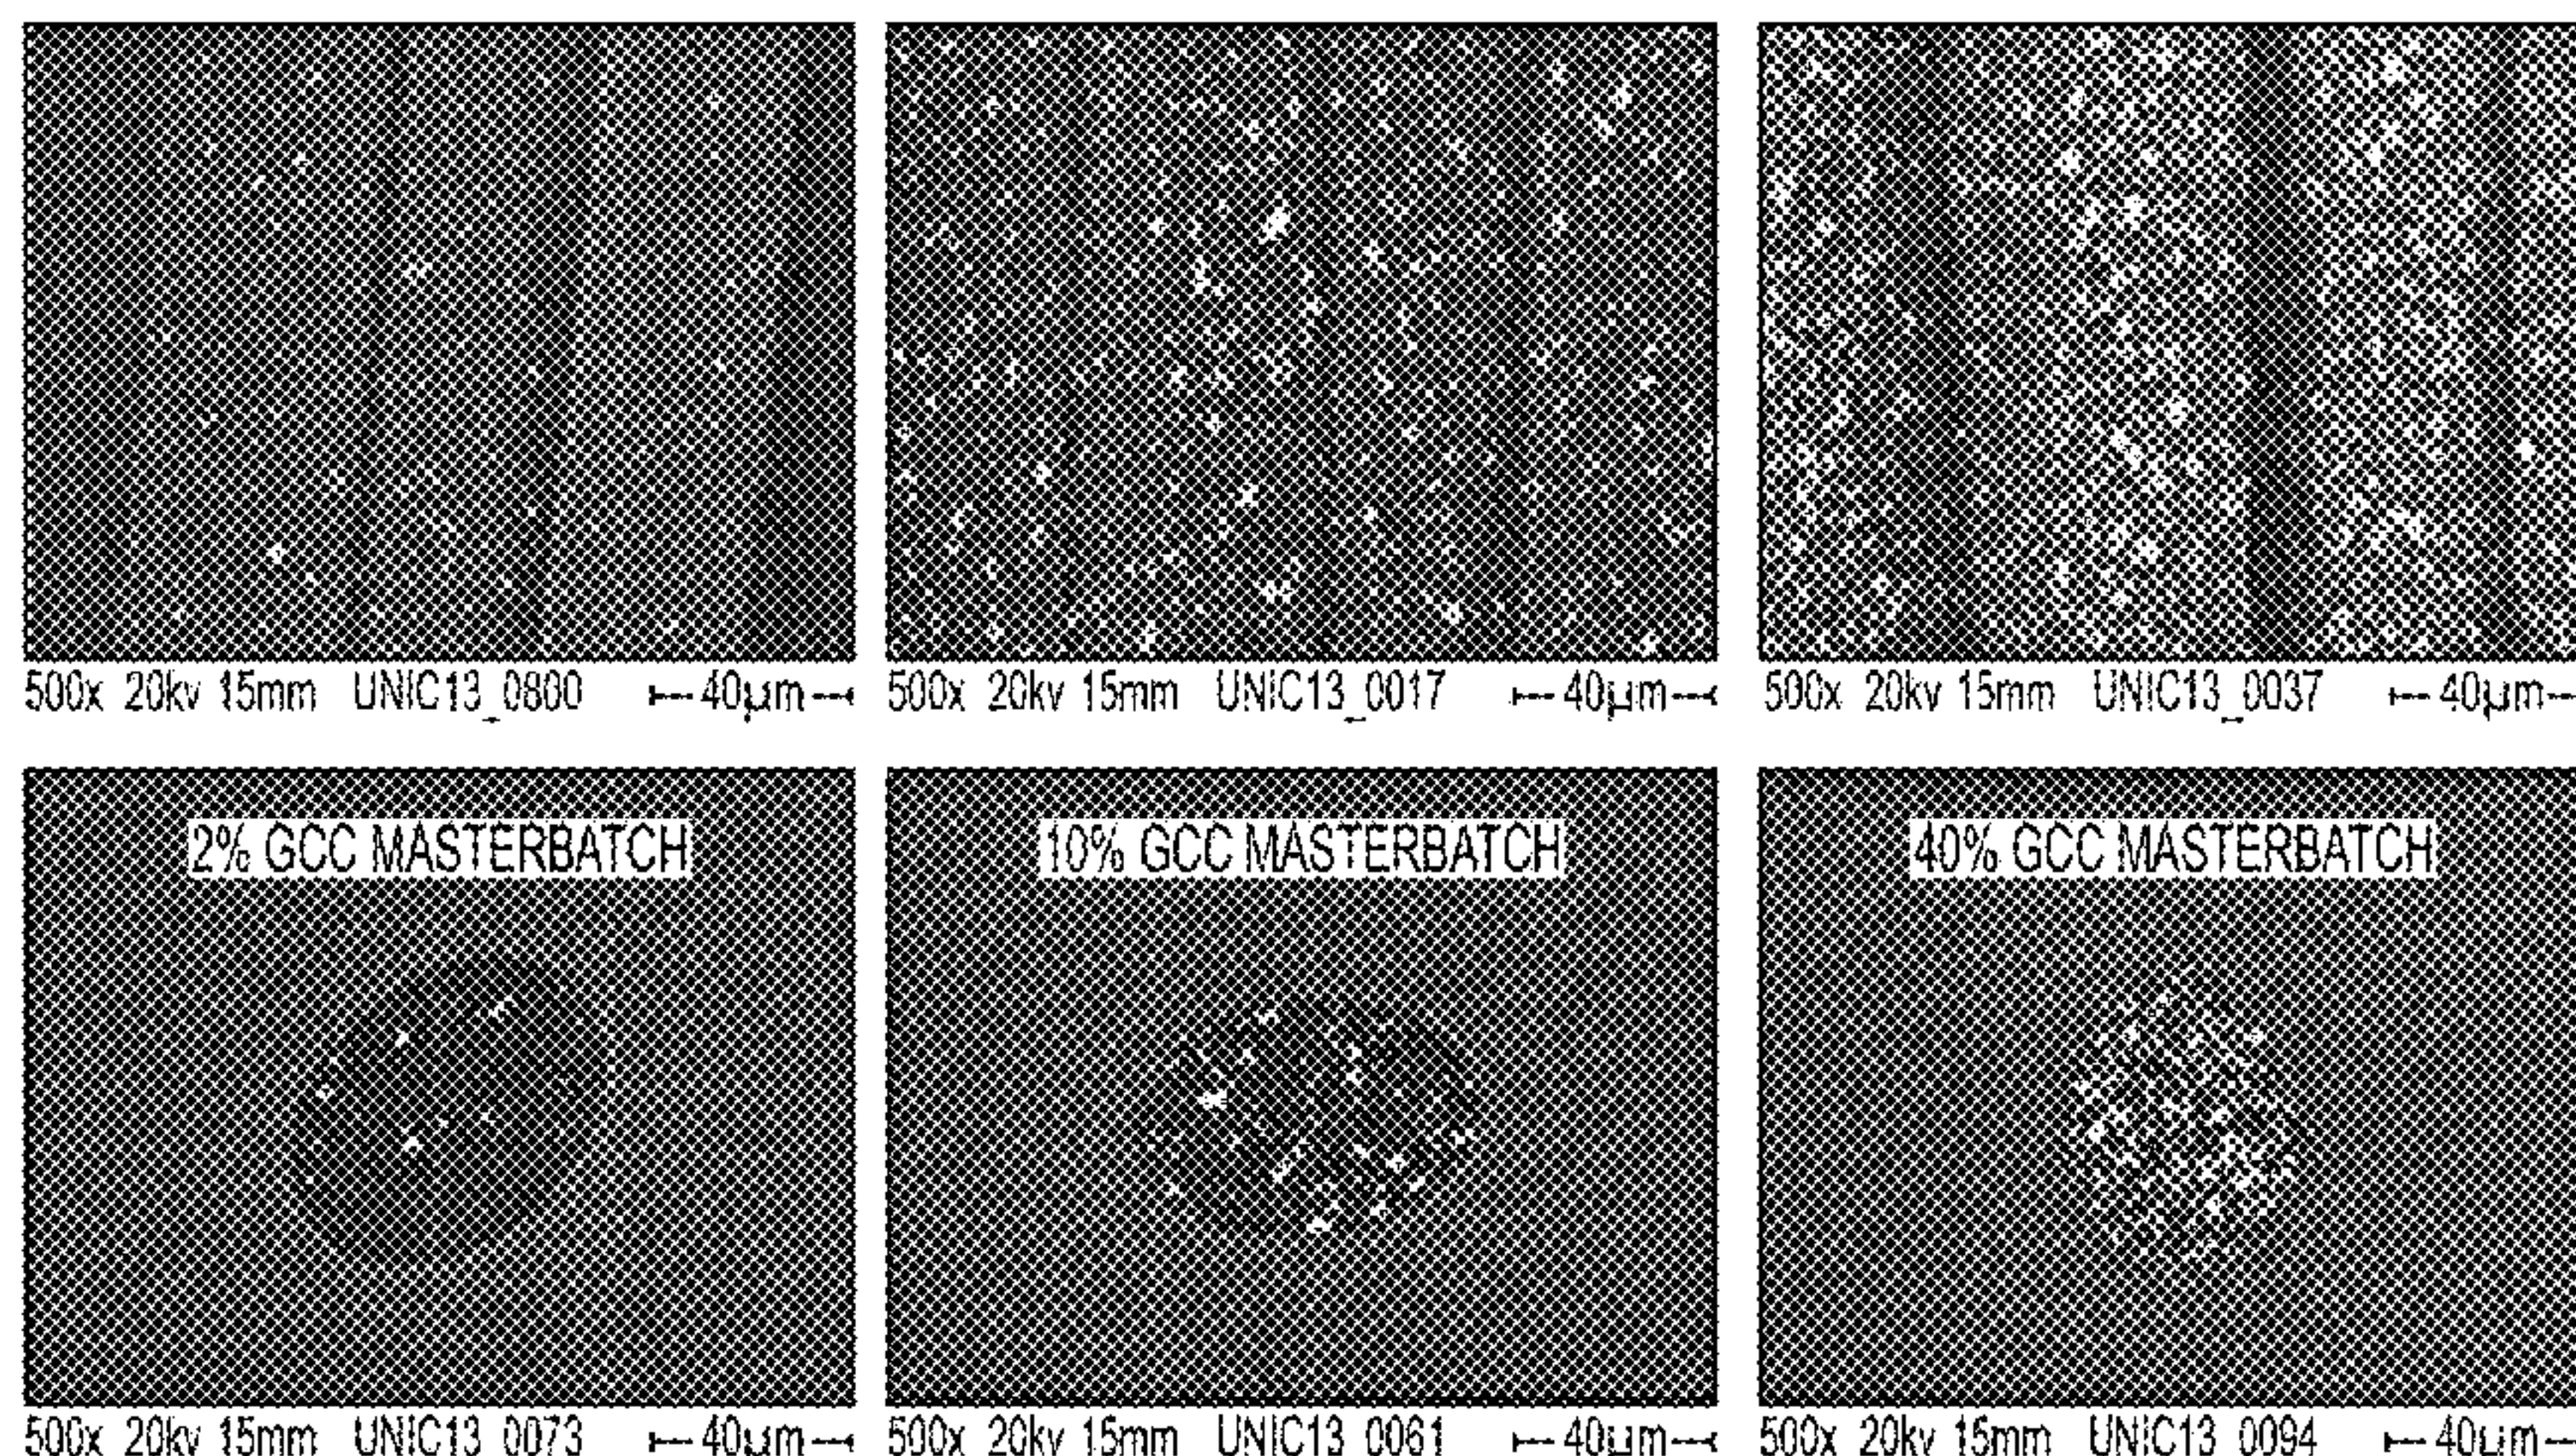 500x 20kv 15mm UNIC13_0800 40µm
500x 20kv 15mm UNIC13_0017 40µm
500x 20kv 15mm UNIC13_0037 40µm
2% GCC MASTERBATCH
10% GCC MASTERBATCH
40% GCC MASTERBATCH
500x 20kv 15mm UNIC13_0073 40µm
500x 20kv 15mm UNIC13_0061 40µm
500x 20kv 15mm UNIC13_0094 40µm